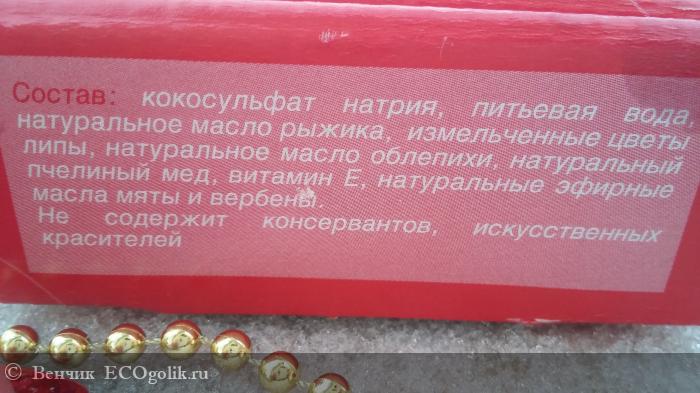 Состав: кокосульфат натрия, питьевая вода,
натуральное масло рыжика, измельченные цветы
липы, натуральное масло облепихи, натуральный
пчелиный мед, витамин Е, натуральные эфирные
масла мяты и вербены.
Не содержит консервантов, искусственных
красителей
© Венчик ECOgolik.ru